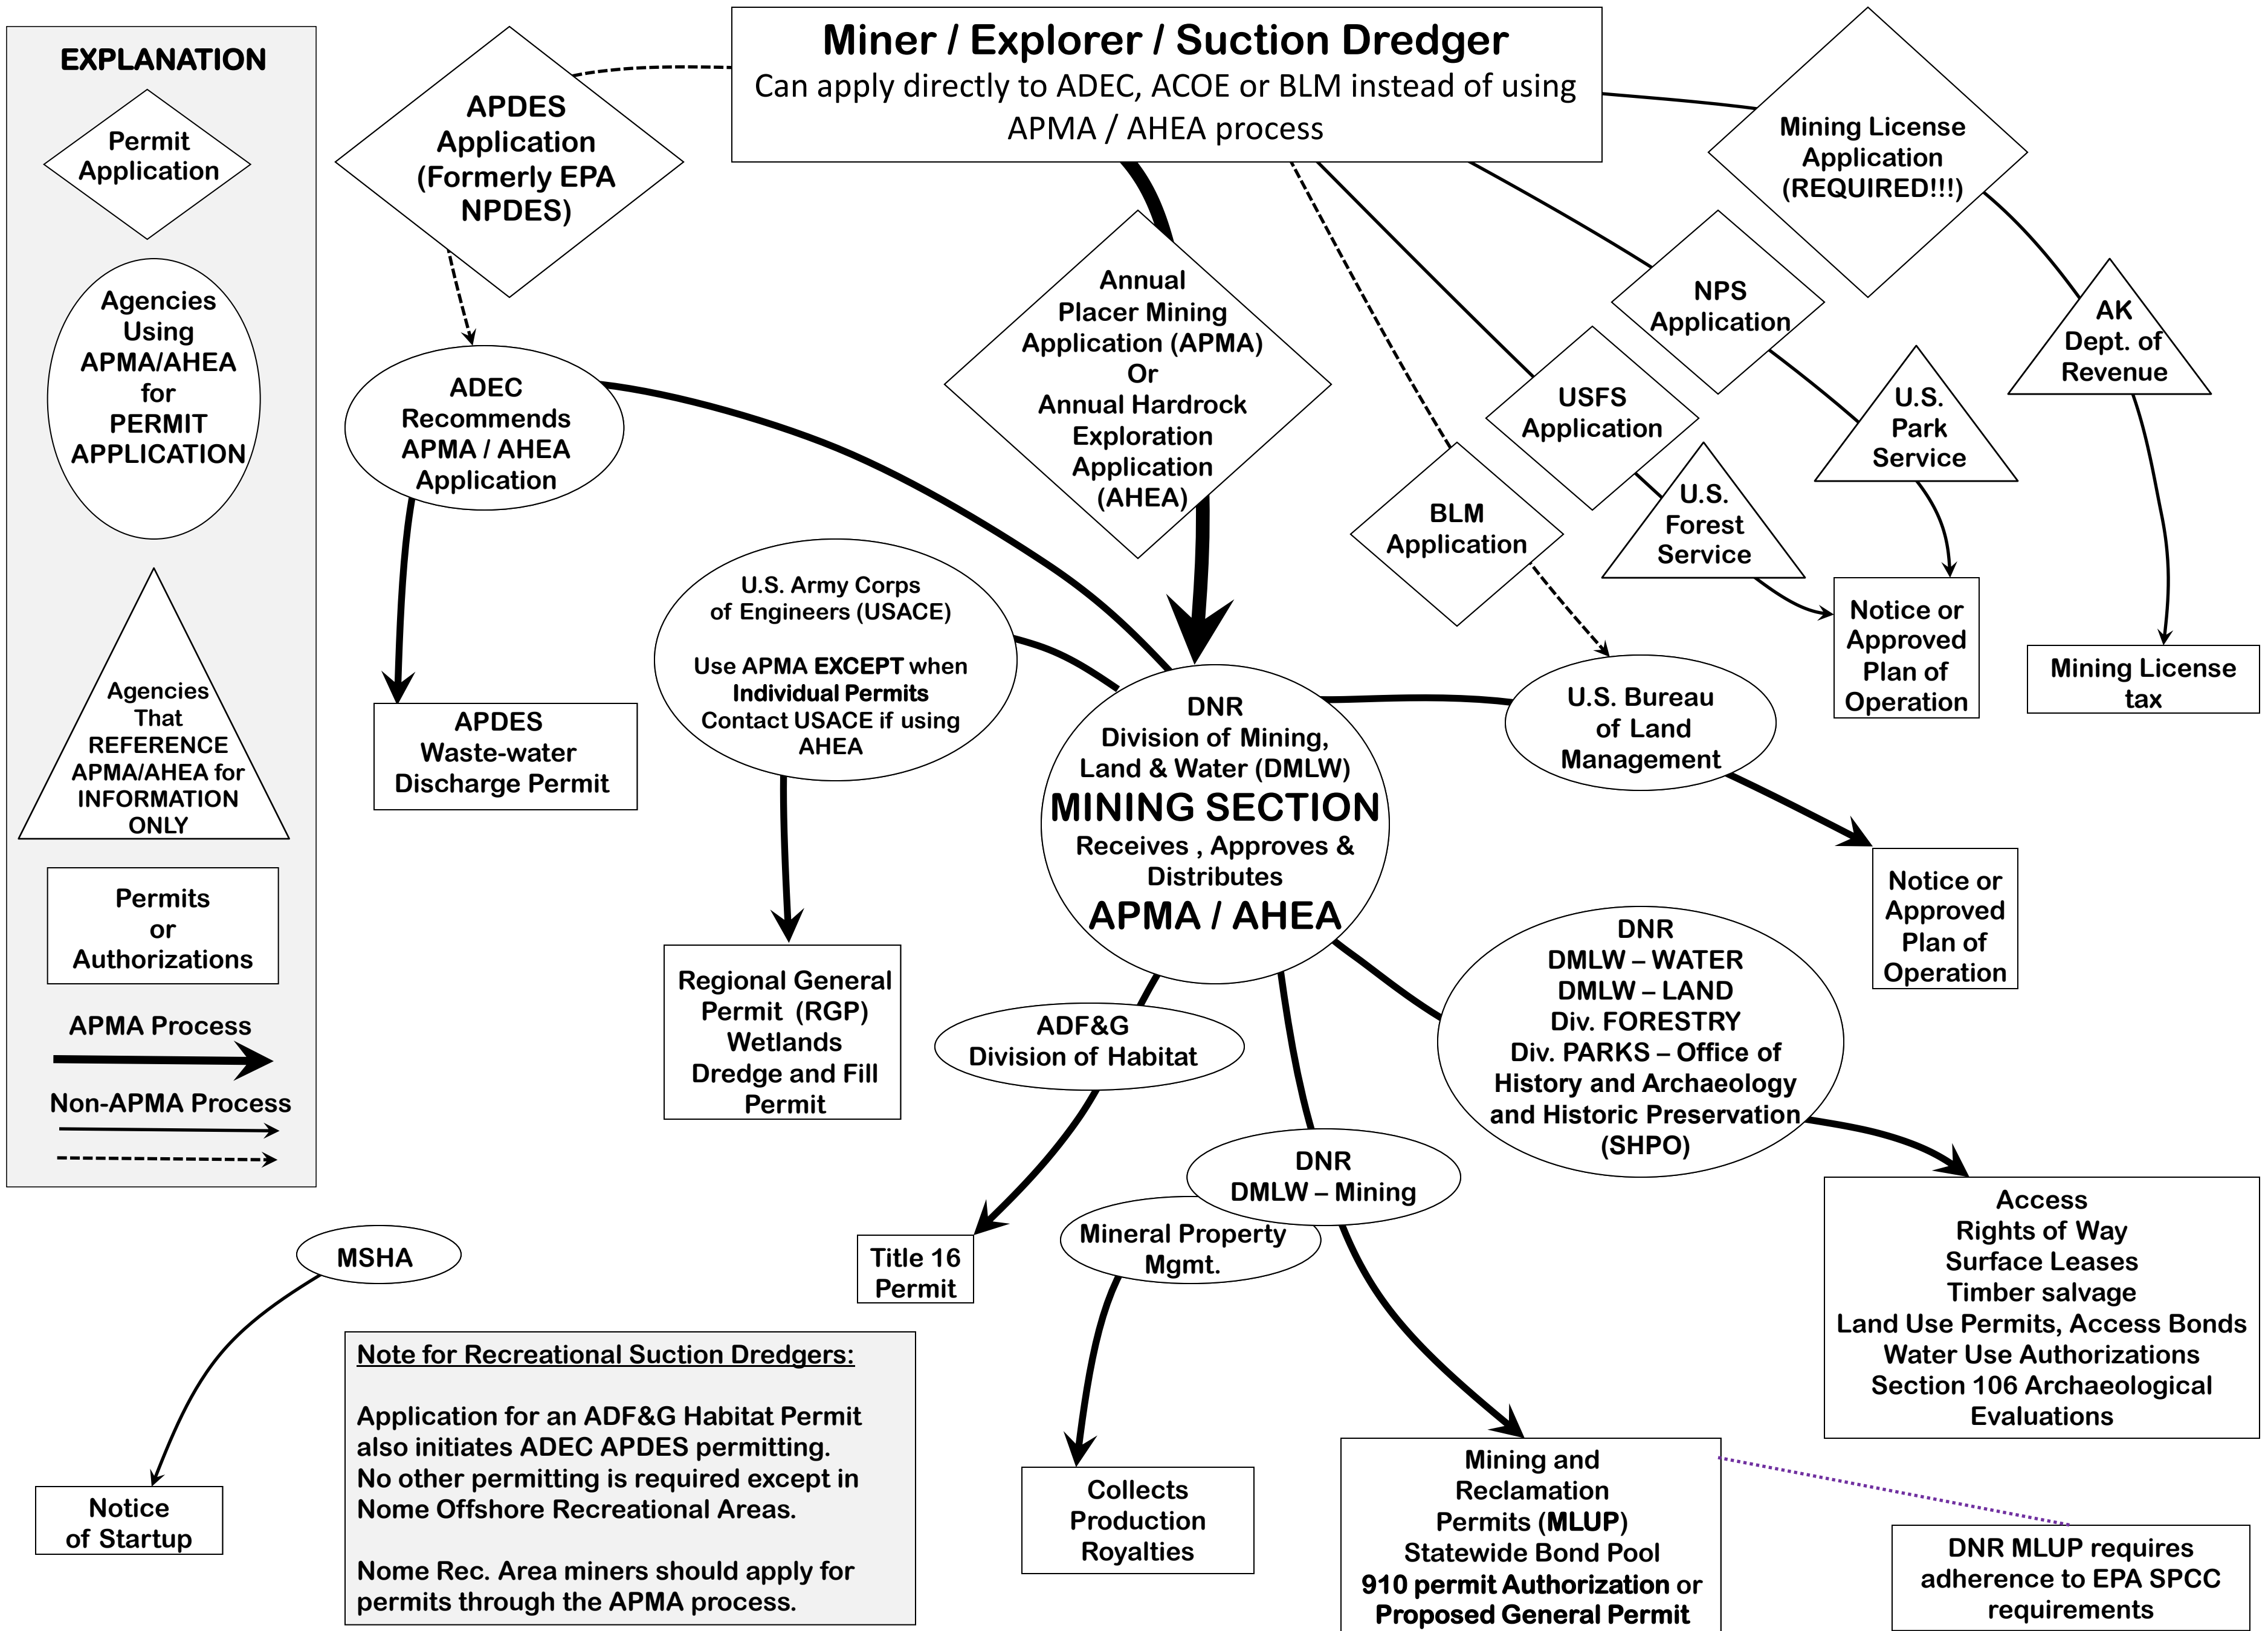 EXPLANATION
Permit
Application
Agencies
Using
APMA/AHEA
for
PERMIT
APPLICATION
Agencies
That
REFERENCE
APMA/AHEA for
INFORMATION
ONLY
Permits
or
Authorizations
APMA Process
Non-APMA Process
Miner / Explorer / Suction Dredger
Can apply directly to ADEC, ACOE or BLM instead of using
APMA / AHEA process
APDES
Application
(Formerly EPA
NPDES)
Mining License
Application
(REQUIRED!!!)
Annual
Placer Mining
Application (APMA)
Or
Annual Hardrock
Exploration
Application
(AHEA)
NPS
Application
AK
Dept. of
Revenue
USFS
Application
U.S.
Park
Service
BLM
Application
U.S.
Forest
Service
ADEC
Recommends
APMA / AHEA
Application
U.S. Army Corps
of Engineers (USACE)
Use APMA EXCEPT when
Individual Permits
Contact USACE if using
AHEA
Notice or
Approved
Plan of
Operation
Mining License
tax
APDES
Waste-water
Discharge Permit
DNR
Division of Mining,
Land & Water (DMLW)
MINING SECTION
Receives , Approves &
Distributes
APMA / AHEA
U.S. Bureau
of Land
Management
Notice or
Approved
Plan of
Operation
Regional General
Permit (RGP)
Wetlands
Dredge and Fill
Permit
ADF&G
Division of Habitat
DNR
DMLW – WATER
DMLW – LAND
Div. FORESTRY
Div. PARKS – Office of
History and Archaeology
and Historic Preservation
(SHPO)
DNR
DMLW – Mining
Mineral Property
Mgmt.
Title 16
Permit
Access
Rights of Way
Surface Leases
Timber salvage
Land Use Permits, Access Bonds
Water Use Authorizations
Section 106 Archaeological
Evaluations
MSHA
Notice
of Startup
Note for Recreational Suction Dredgers:
Application for an ADF&G Habitat Permit
also initiates ADEC APDES permitting.
No other permitting is required except in
Nome Offshore Recreational Areas.
Nome Rec. Area miners should apply for
permits through the APMA process.
Collects
Production
Royalties
Mining and
Reclamation
Permits (MLUP)
Statewide Bond Pool
910 permit Authorization or
Proposed General Permit
DNR MLUP requires
adherence to EPA SPCC
requirements